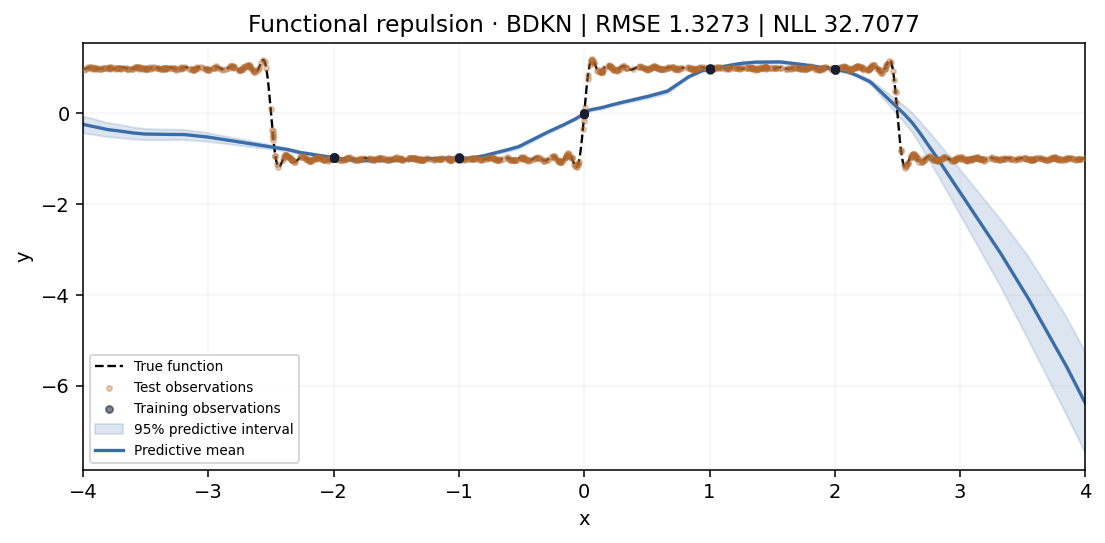 Functional repulsion · BDKN | RMSE 1.3273 | NLL 32.7077
y
0
−2
−4
−6
True function
Test observations
Training observations
95% predictive interval
Predictive mean
−4 −3 −2 −1 0 1 2 3 4
x